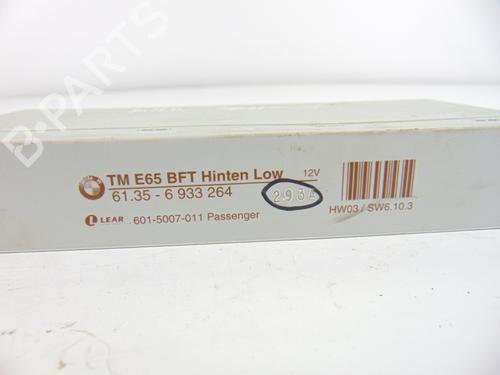 TM E65 BFT Hinten Low 12V
61.35 - 6 933 264 293A
LEAR 601-5007-011 Passenger
HW03 / SW6.10.3
B-PARTS